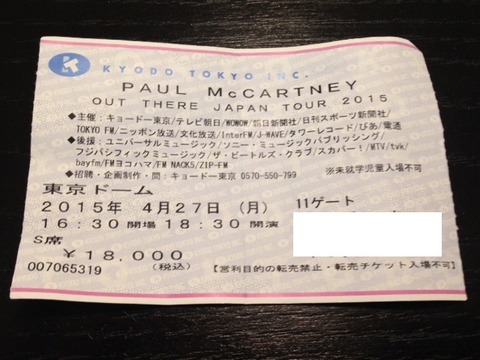 KT KYODO TOKYO INC.
PAUL McCARTNEY
OUT THERE JAPAN TOUR 2015
◆主催:キョードー東京/テレビ朝日/WOWOW/朝日新聞社/日刊スポーツ新聞社/
TOKYO FM/ニッポン放送/文化放送/InterFM/J-WAVE/タワーレコード/ぴあ/電通
◆後援:ユニバーサルミュージック/ソニー・ミュージックパブリッシング/
フジパシフィックミュージック/ザ・ビートルズ・クラブ/スカパー!/MTV/tvk/
bayfm/FMヨコハマ/FM NACK5/ZIP-FM
◆招聘・企画制作・問:キョードー東京 0570-550-799 ※未就学児童入場不可
東京ドーム
2015年 4月27日 (月) 11ゲート
16:30開場 18:30開演
S席
¥18,000
007065319 (税込) 【営利目的の転売禁止・転売チケット入場不可】